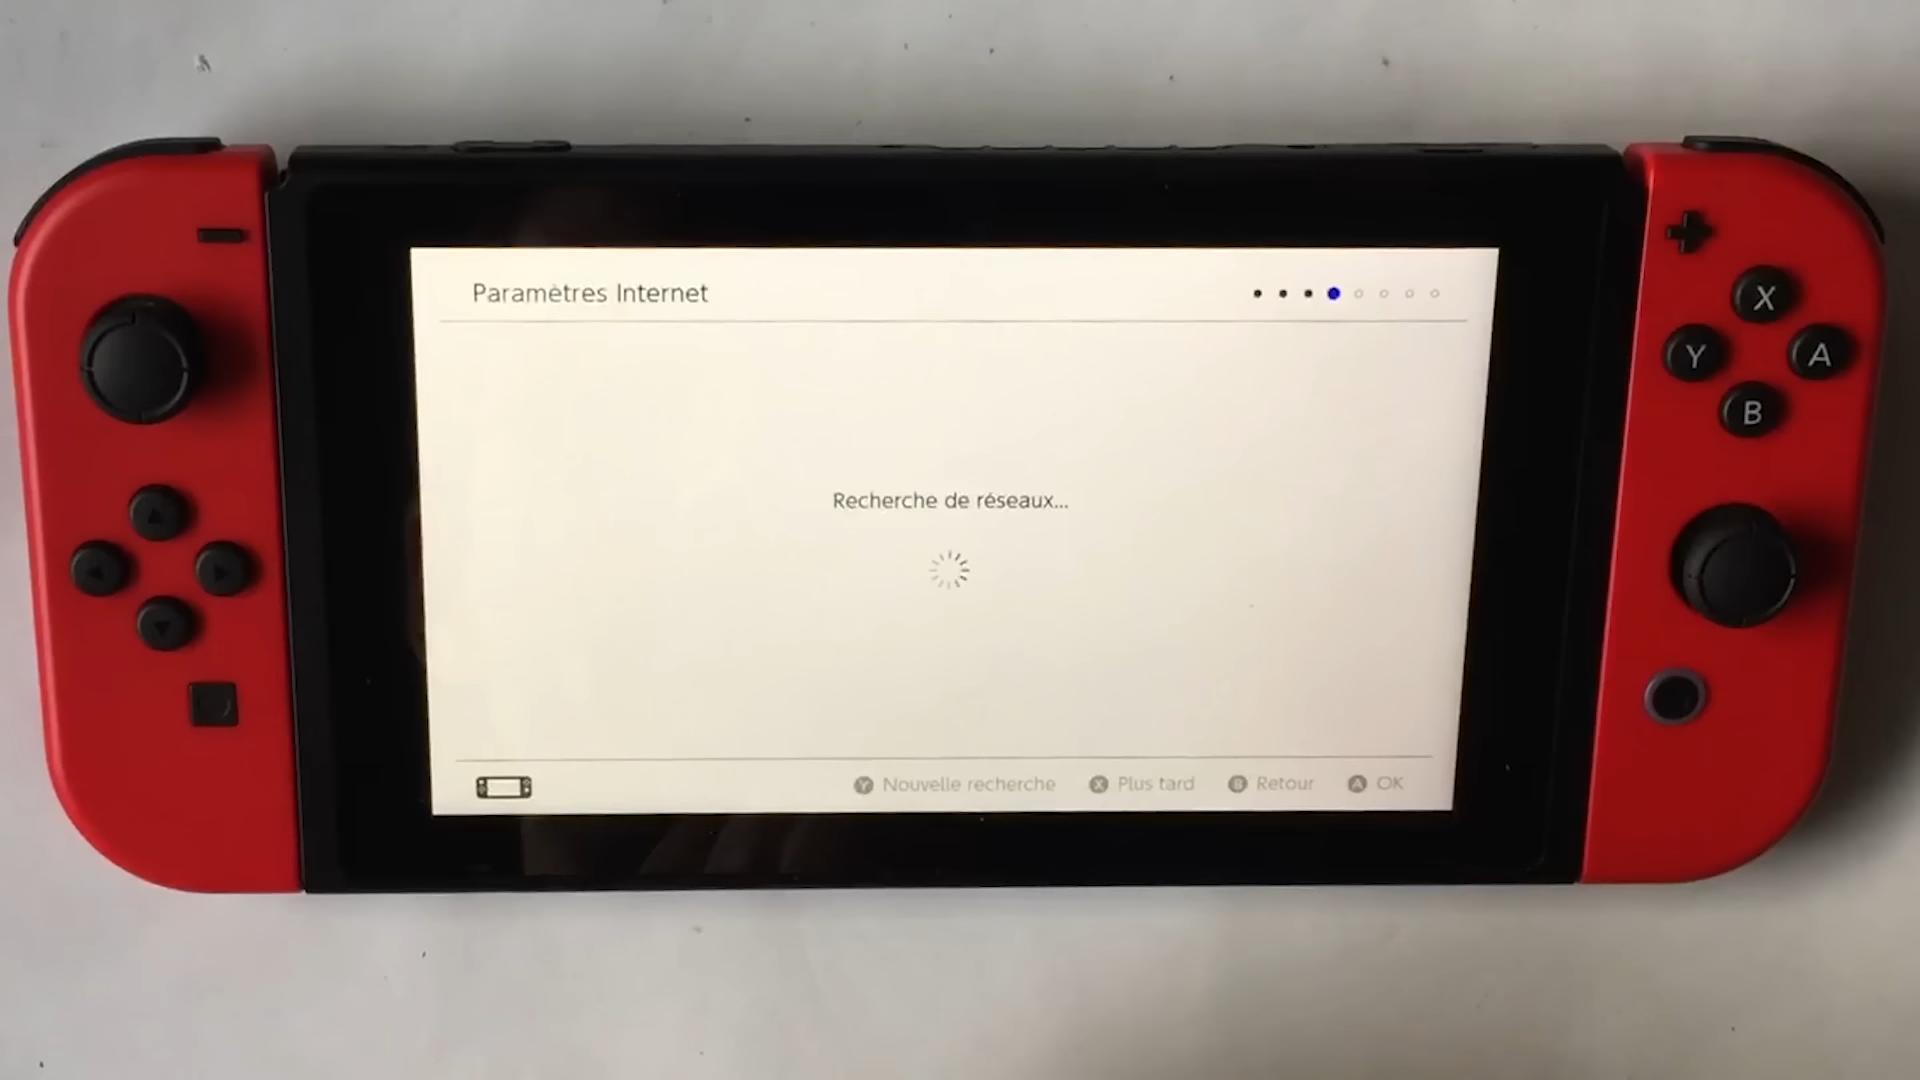 Paramètres Internet
X
Y
A
B
Recherche de réseaux...
Y Nouvelle recherche X Plus tard B Retour A OK